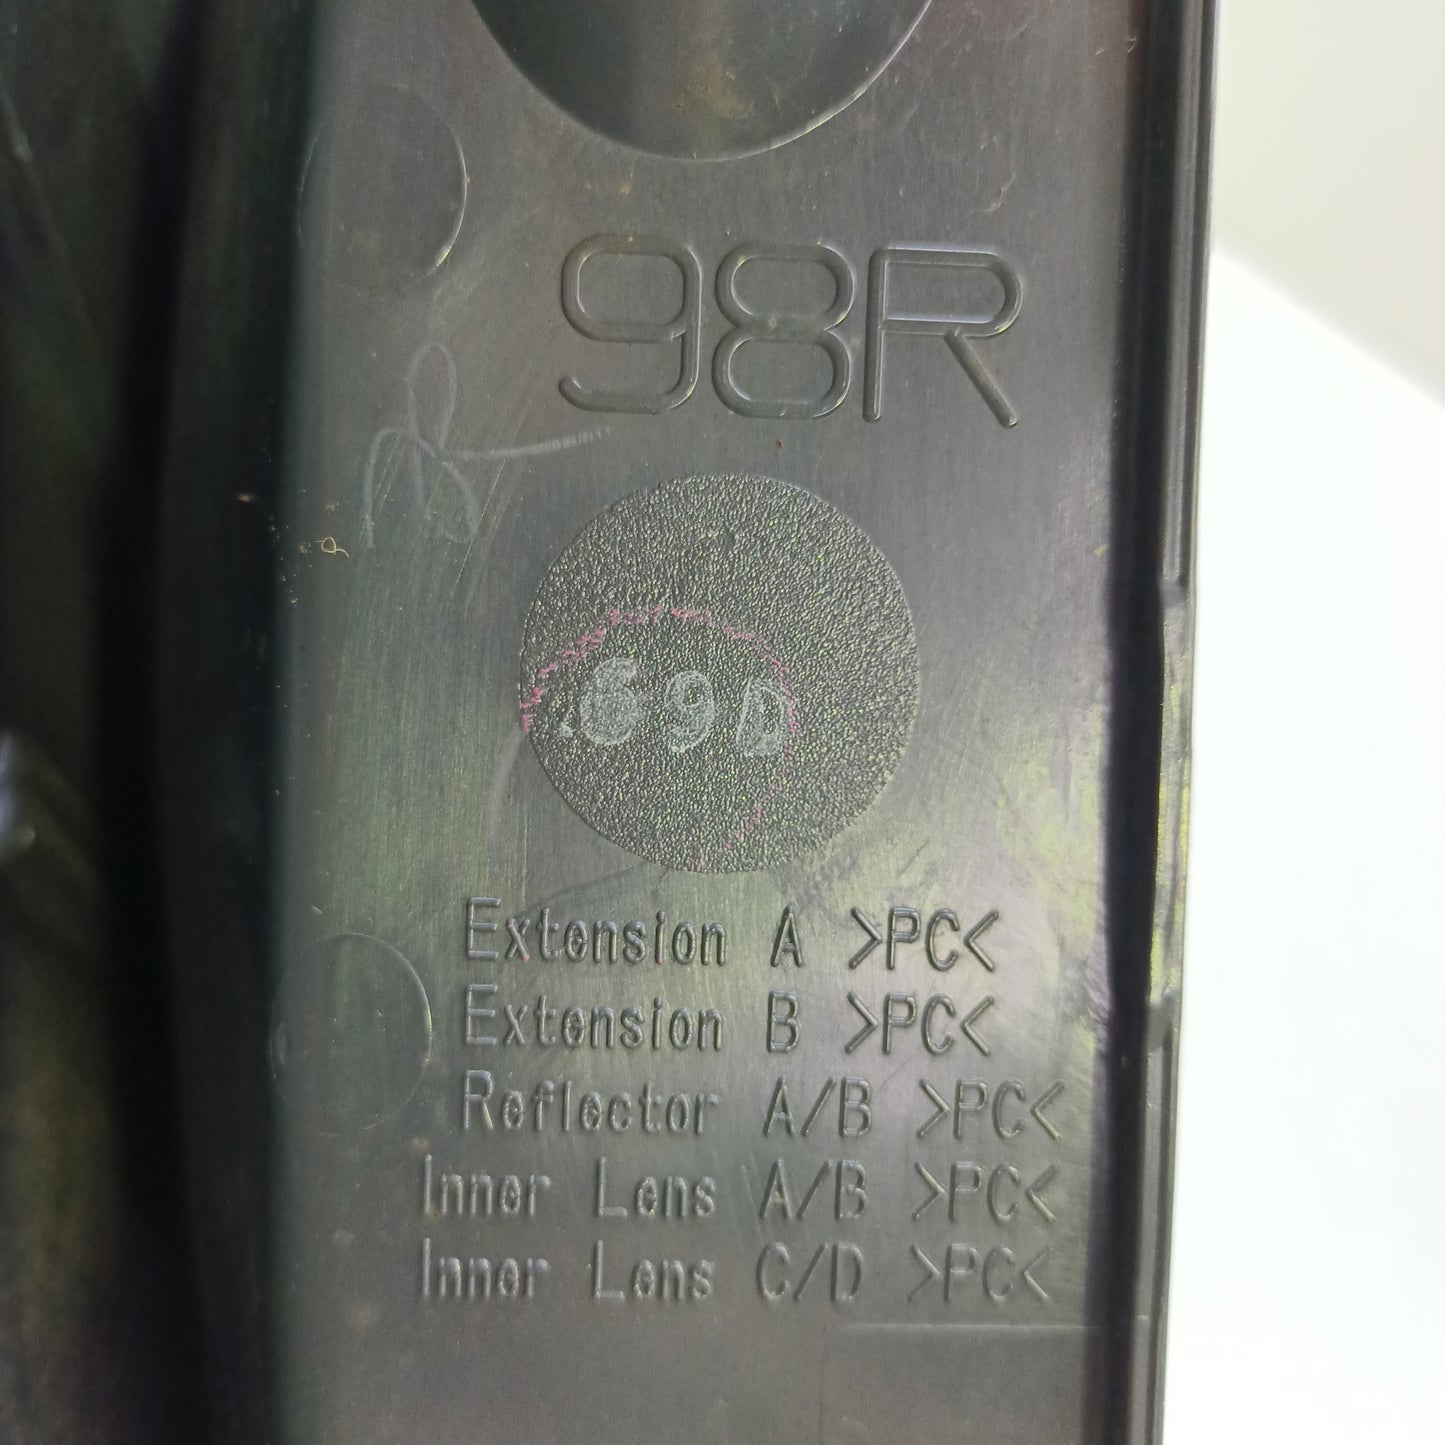 98R
69D
Extension A >PC<
Extension B >PC<
Reflector A/B >PC<
Inner Lens A/B >PC<
Inner Lens C/D >PC<